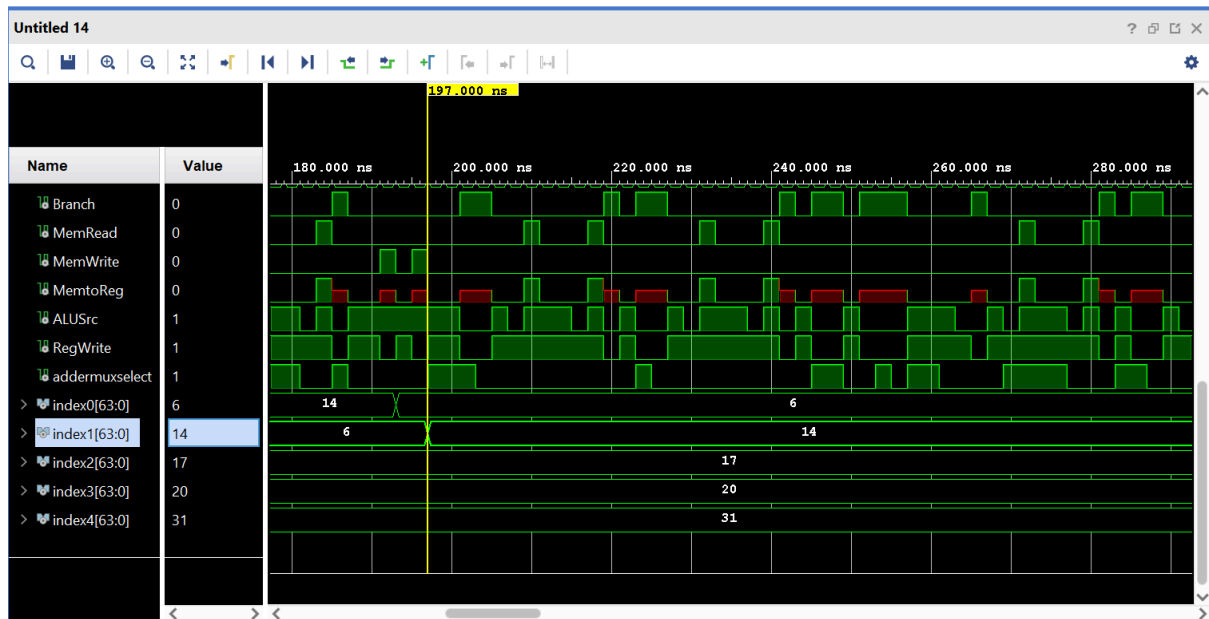 Untitled 14
197.000 ns
Name Value 180.000 ns 200.000 ns 220.000 ns 240.000 ns 260.000 ns 280.000 ns
Branch 0
MemRead 0
MemWrite 0
MemtoReg 0
ALUSrc 1
RegWrite 1
addermuxselect 1
index0[63:0] 6 14 6
index1[63:0] 14 6 14
index2[63:0] 17 17
index3[63:0] 20 20
index4[63:0] 31 31